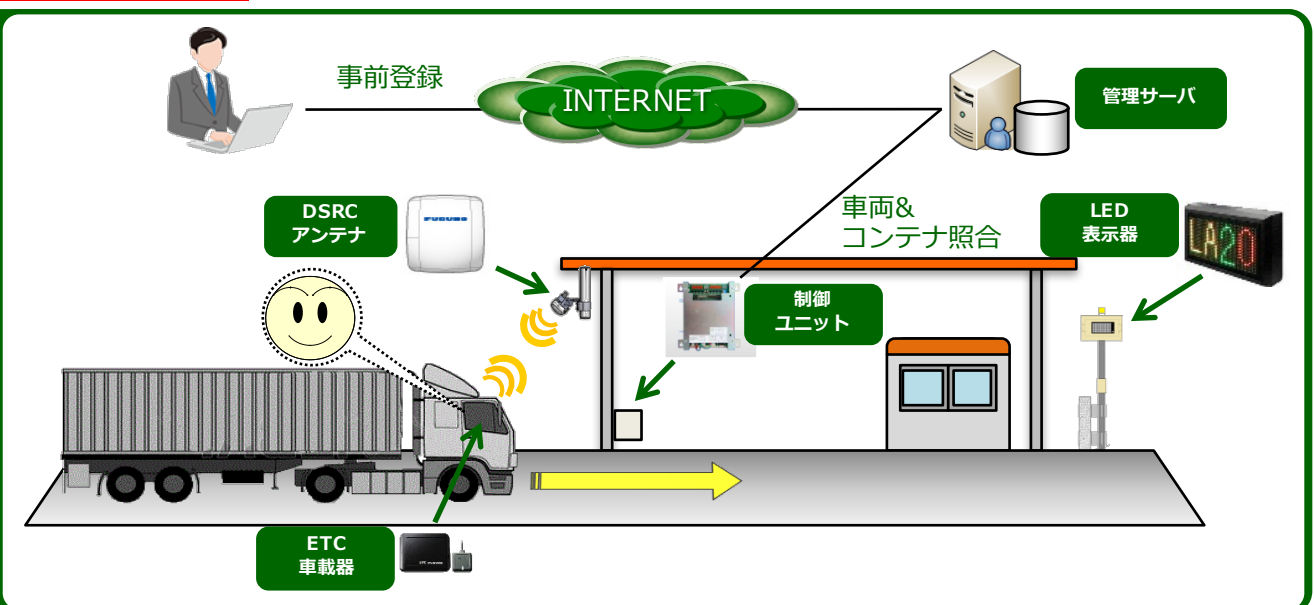 事前登録
INTERNET
管理サーバ
DSRC
アンテナ
FURUNO
車両&
コンテナ照合
LED
表示器
LA20
制御
ユニット
ETC
車載器